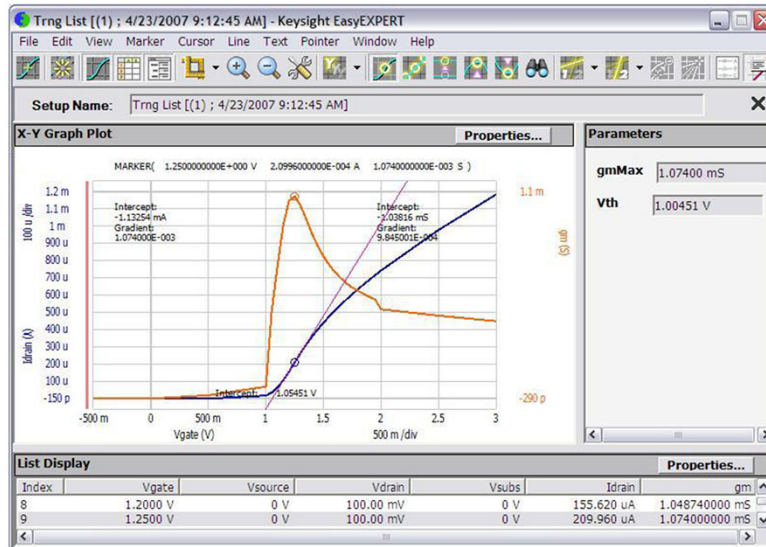 Trng List [(1) ; 4/23/2007 9:12:45 AM] - Keysight EasyEXPERT
File Edit View Marker Cursor Line Text Pointer Window Help
Setup Name: Trng List [(1) ; 4/23/2007 9:12:45 AM]
X-Y Graph Plot Properties... Parameters
MARKER( 1.2500000000E+000 V 2.0996000000E-004 A 1.0740000000E-003 S )
gmMax 1.07400 mS
Vth 1.00451 V
100 u /div
Idrain (A)
1.2 m
1.1 m
1 m
900 u
800 u
700 u
600 u
500 u
400 u
300 u
200 u
100 u
-150 p
Intercept:
-1.13254 mA
Gradient:
1.074000E-003
Intercept:
-1.03816 mS
Gradient:
9.845001E-004
Intercept: 1.05451 V
1.1 m
gm (S)
-290 p
-500 m 0 500 m 1 1.5 2 2.5 3
Vgate (V) 500 m /div
List Display Properties...
Index Vgate Vsource Vdrain Vsubs Idrain gm
8 1.2000 V 0 V 100.00 mV 0 V 155.620 uA 1.048740000 mS
9 1.2500 V 0 V 100.00 mV 0 V 209.960 uA 1.074000000 mS